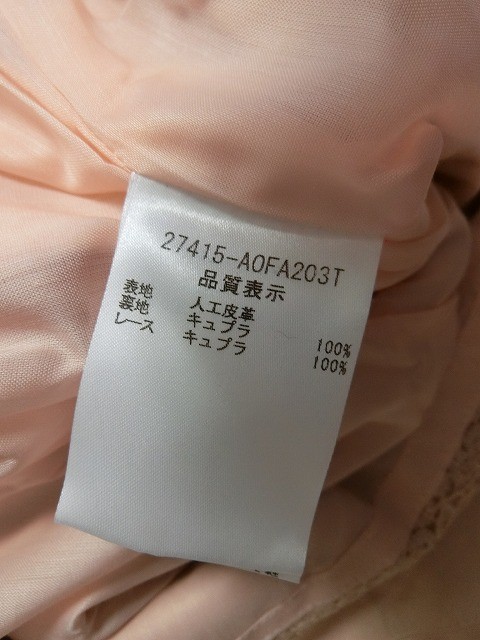 27415-A0FA203T
品質表示
表地 人工皮革
裏地 キュプラ 100%
レース キュプラ 100%